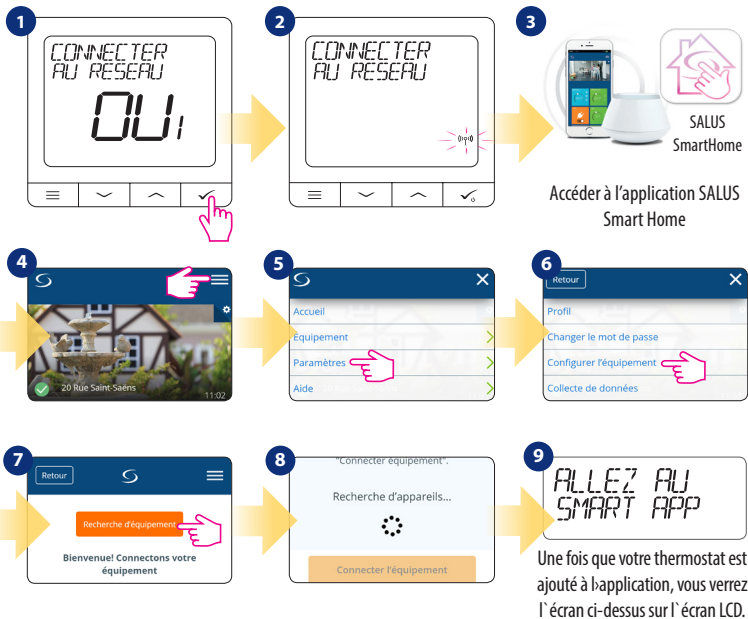 1
CONNECTER
AU RESEAU
OUI
2
CONNECTER
AU RESEAU
3
SALUS
SmartHome
Accéder à l'application SALUS
Smart Home
4
20 Rue Saint-Saëns
11:02
5
Accueil
Équipement
Paramètres
Aide
6
Retour
Profil
Changer le mot de passe
Configurer l'équipement
Collecte de données
7
Retour
Recherche d'équipement
Bienvenue! Connectons votre
équipement
8
"Connecter équipement".
Recherche d'appareils...
Connecter l'équipement
9
ALLEZ AU
SMART APP
Une fois que votre thermostat est
ajouté à l›application, vous verrez
l`écran ci-dessus sur l`écran LCD.